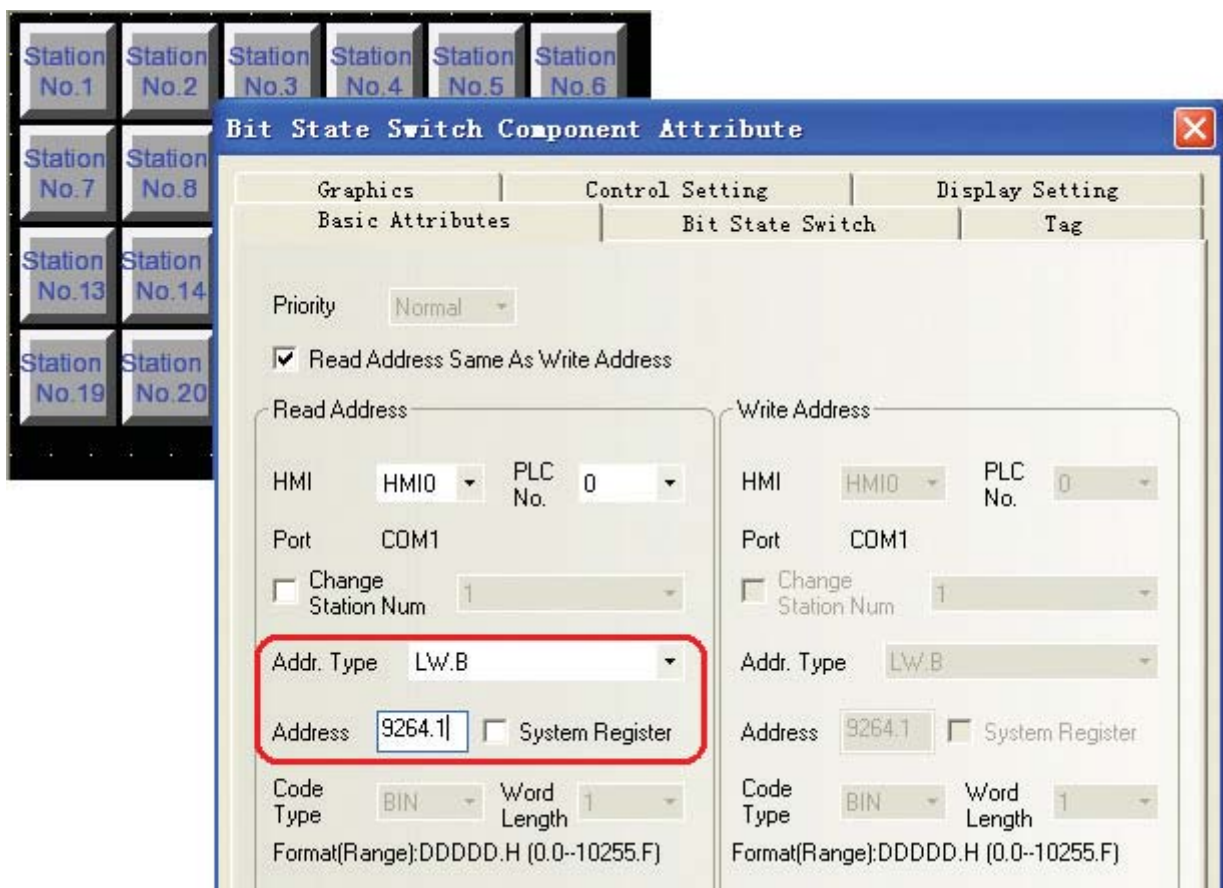 Station No.1
Station No.2
Station No.3
Station No.4
Station No.5
Station No.6
Station No.7
Station No.8
Station No.13
Station No.14
Station No.19
Station No.20
Bit State Switch Component Attribute
Graphics Control Setting Display Setting
Basic Attributes Bit State Switch Tag
Priority Normal
Read Address Same As Write Address
Read Address
HMI HMI0 PLC No. 0
Port COM1
Change Station Num 1
Addr. Type LW.B
Address 9264.1 System Register
Code Type BIN Word Length 1
Format(Range):DDDDD.H (0.0--10255.F)
Write Address
HMI HMI0 PLC No. 0
Port COM1
Change Station Num 1
Addr. Type LW.B
Address 9264.1 System Register
Code Type BIN Word Length 1
Format(Range):DDDDD.H (0.0--10255.F)